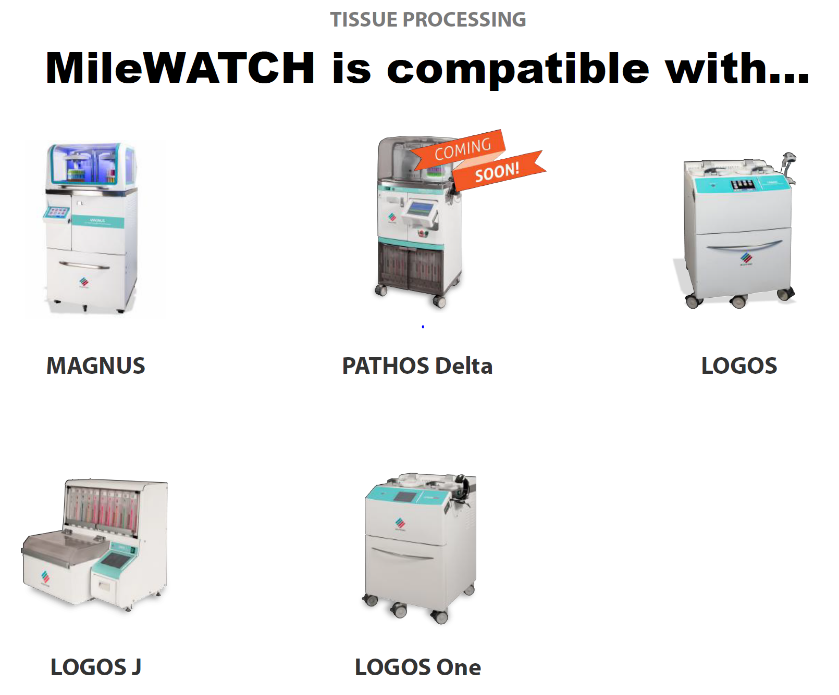 TISSUE PROCESSING
MileWATCH is compatible with...
COMING
SOON!
MAGNUS
PATHOS Delta
LOGOS
LOGOS J
LOGOS One